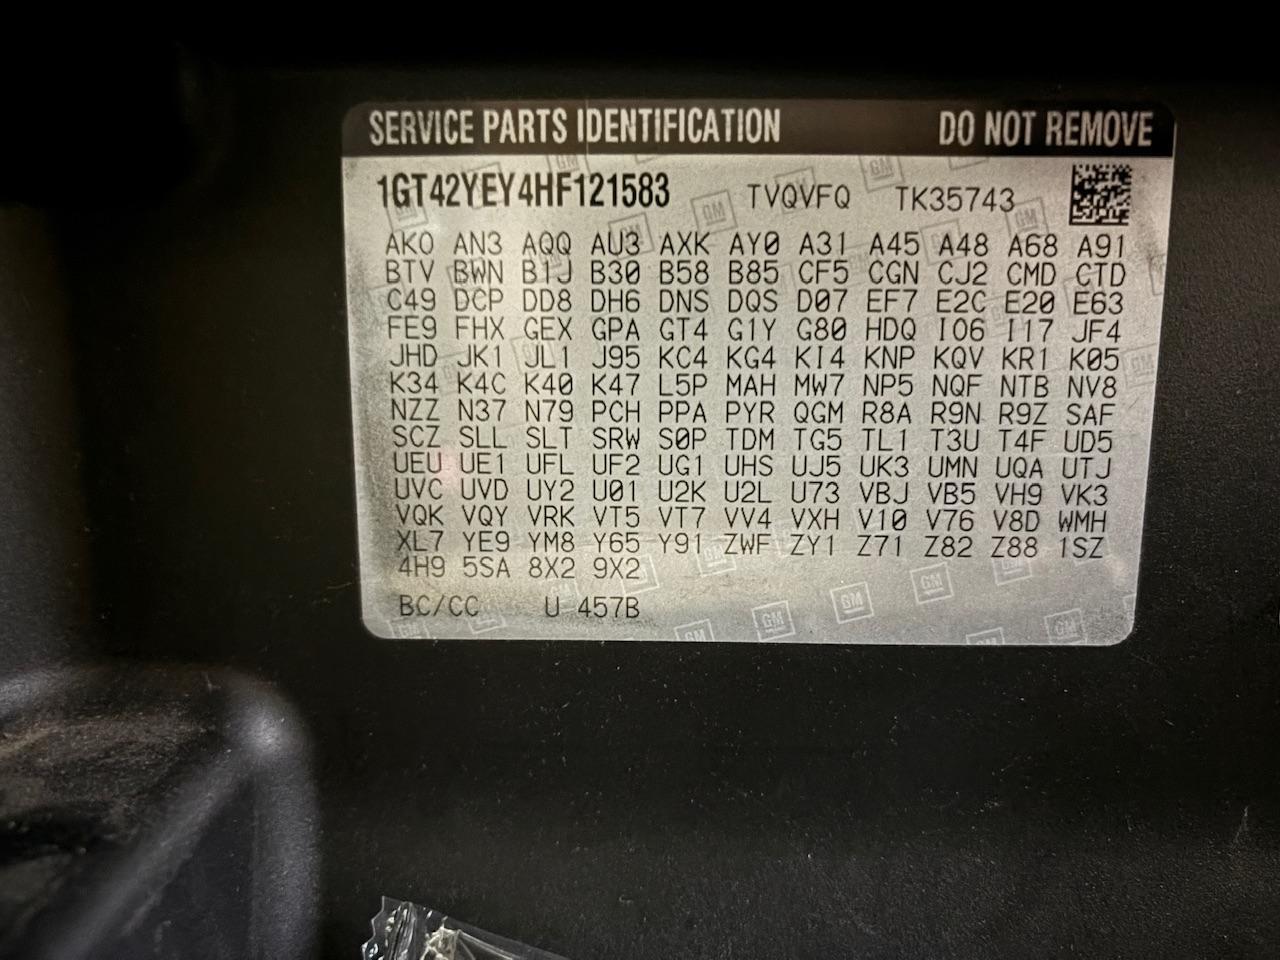 SERVICE PARTS IDENTIFICATION DO NOT REMOVE
1GT42YEY4HF121583 TVQVFQ TK35743
AKO AN3 AQQ AU3 AXK AY0 A31 A45 A48 A68 A91
BTV BWN B1J B30 B58 B85 CF5 CGN CJ2 CMD CTD
C49 DCP DD8 DH6 DNS DQS D07 EF7 E2C E20 E63
FE9 FHX GEX GPA GT4 G1Y G80 HDQ I06 I17 JF4
JHD JK1 JL1 J95 KC4 KG4 KI4 KNP KQV KR1 K05
K34 K4C K40 K47 L5P MAH MW7 NP5 NQF NTB NV8
NZZ N37 N79 PCH PPA PYR QGM R8A R9N R9Z SAF
SCZ SLL SLT SRW S0P TDM TG5 TL1 T3U T4F UD5
UEU UE1 UFL UF2 UG1 UHS UJ5 UK3 UMN UQA UTJ
UVC UVD UY2 U01 U2K U2L U73 VBJ VB5 VH9 VK3
VQK VQY VRK VT5 VT7 VV4 VXH V10 V76 V8D WMH
XL7 YE9 YM8 Y65 Y91 ZWF ZY1 Z71 Z82 Z88 1SZ
4H9 5SA 8X2 9X2
BC/CC U 457B